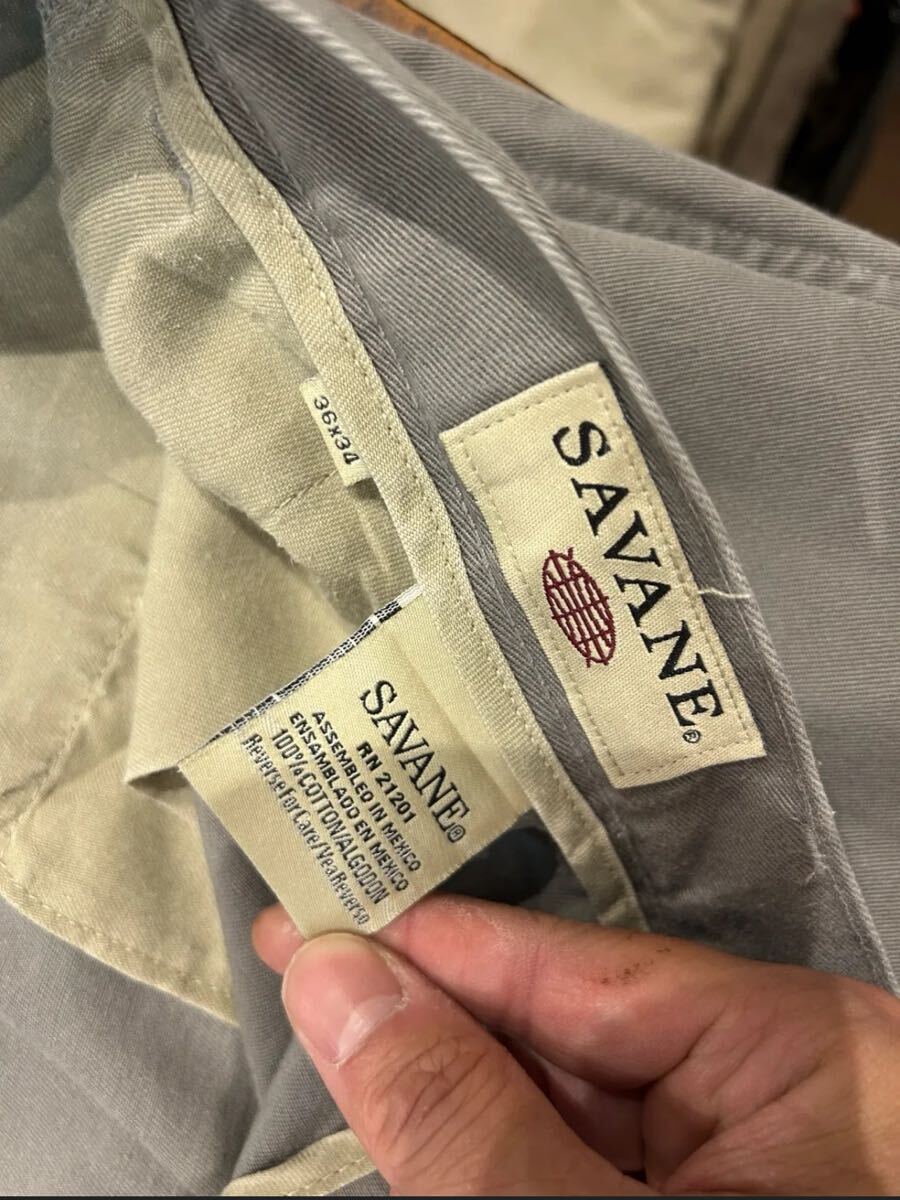 36x34
SAVANE®
SAVANE®
RN 21201
ASSEMBLED IN MEXICO
ENSAMBLADO EN MEXICO
100% COTTON/ALGODON
Reverse For Care/Vea Reverso